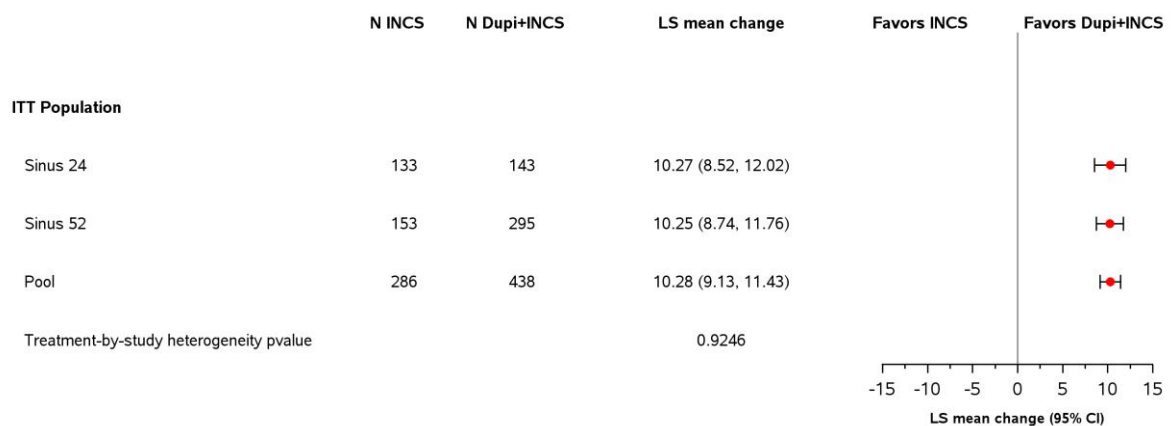 N INCS N Dupi+INCS LS mean change Favors INCS Favors Dupi+INCS
ITT Population
Sinus 24 133 143 10.27 (8.52, 12.02)
Sinus 52 153 295 10.25 (8.74, 11.76)
Pool 286 438 10.28 (9.13, 11.43)
Treatment-by-study heterogeneity pvalue 0.9246
-15 -10 -5 0 5 10 15
LS mean change (95% CI)